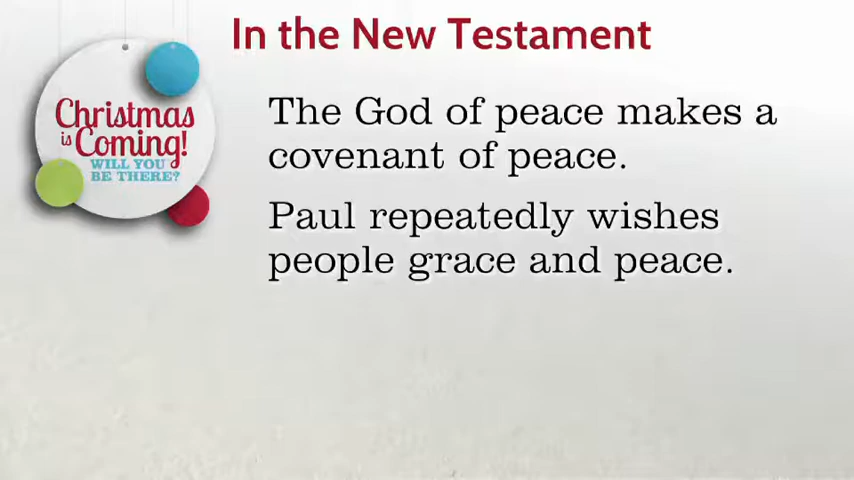 In the New Testament
Christmas
is Coming!
WILL YOU
BE THERE?
The God of peace makes a
covenant of peace.
Paul repeatedly wishes
people grace and peace.